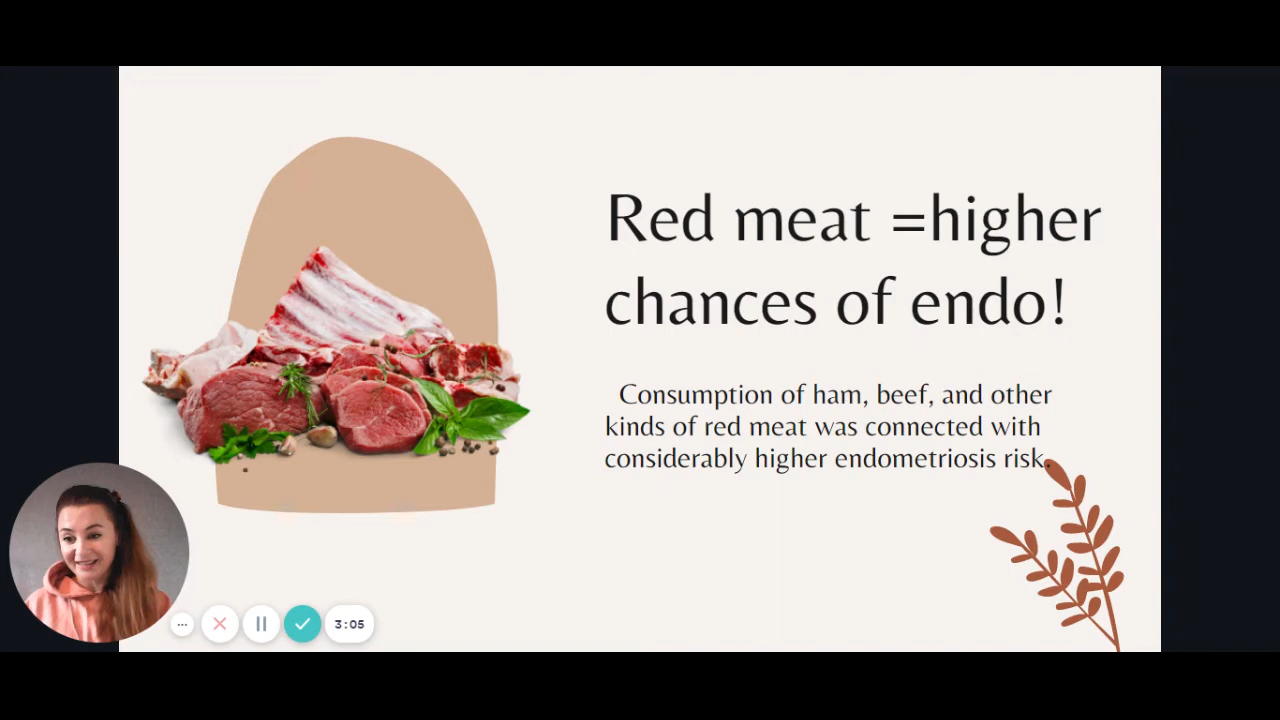 Red meat =higher
chances of endo!
Consumption of ham, beef, and other
kinds of red meat was connected with
considerably higher endometriosis risk.
3:05